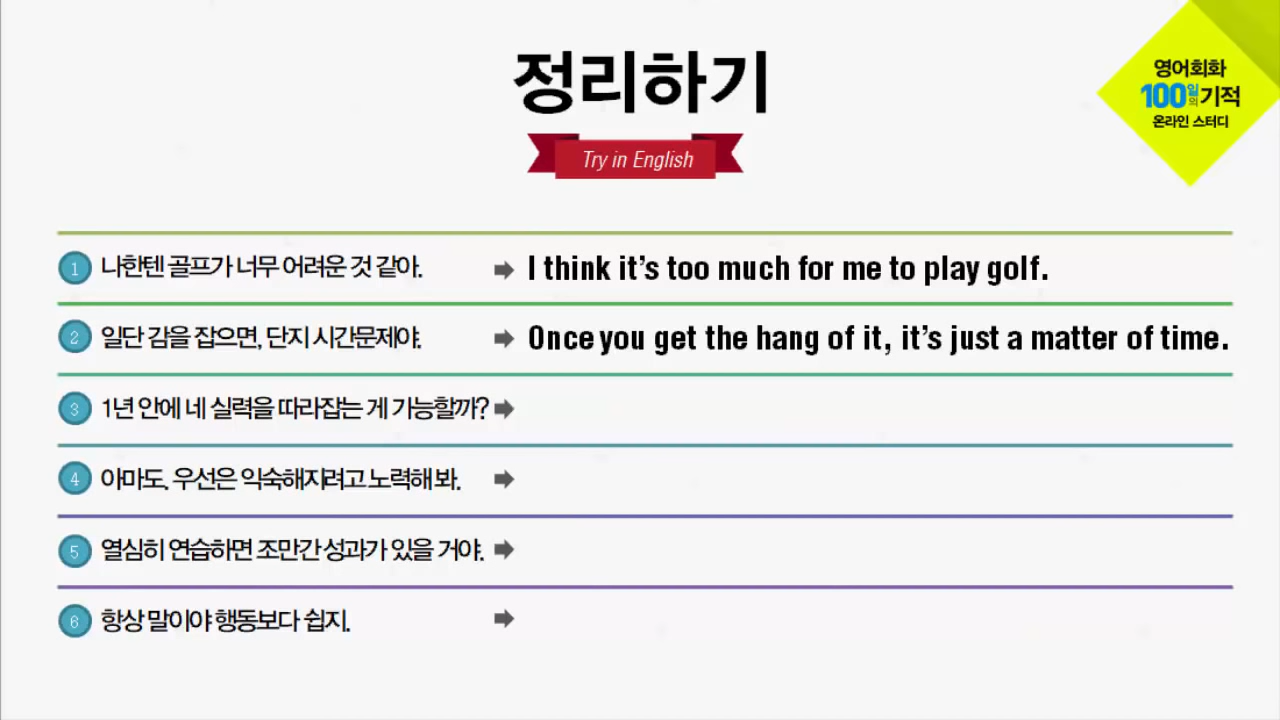 정리하기
Try in English
영어회화
100일의 기적
온라인 스터디
1 나한텐 골프가 너무 어려운 것 같아. ➡ I think it's too much for me to play golf.
2 일단 감을 잡으면, 단지 시간문제야. ➡ Once you get the hang of it, it's just a matter of time.
3 1년 안에 네 실력을 따라잡는 게 가능할까? ➡
4 아마도. 우선은 익숙해지려고 노력해 봐. ➡
5 열심히 연습하면 조만간 성과가 있을 거야. ➡
6 항상 말이야 행동보다 쉽지. ➡